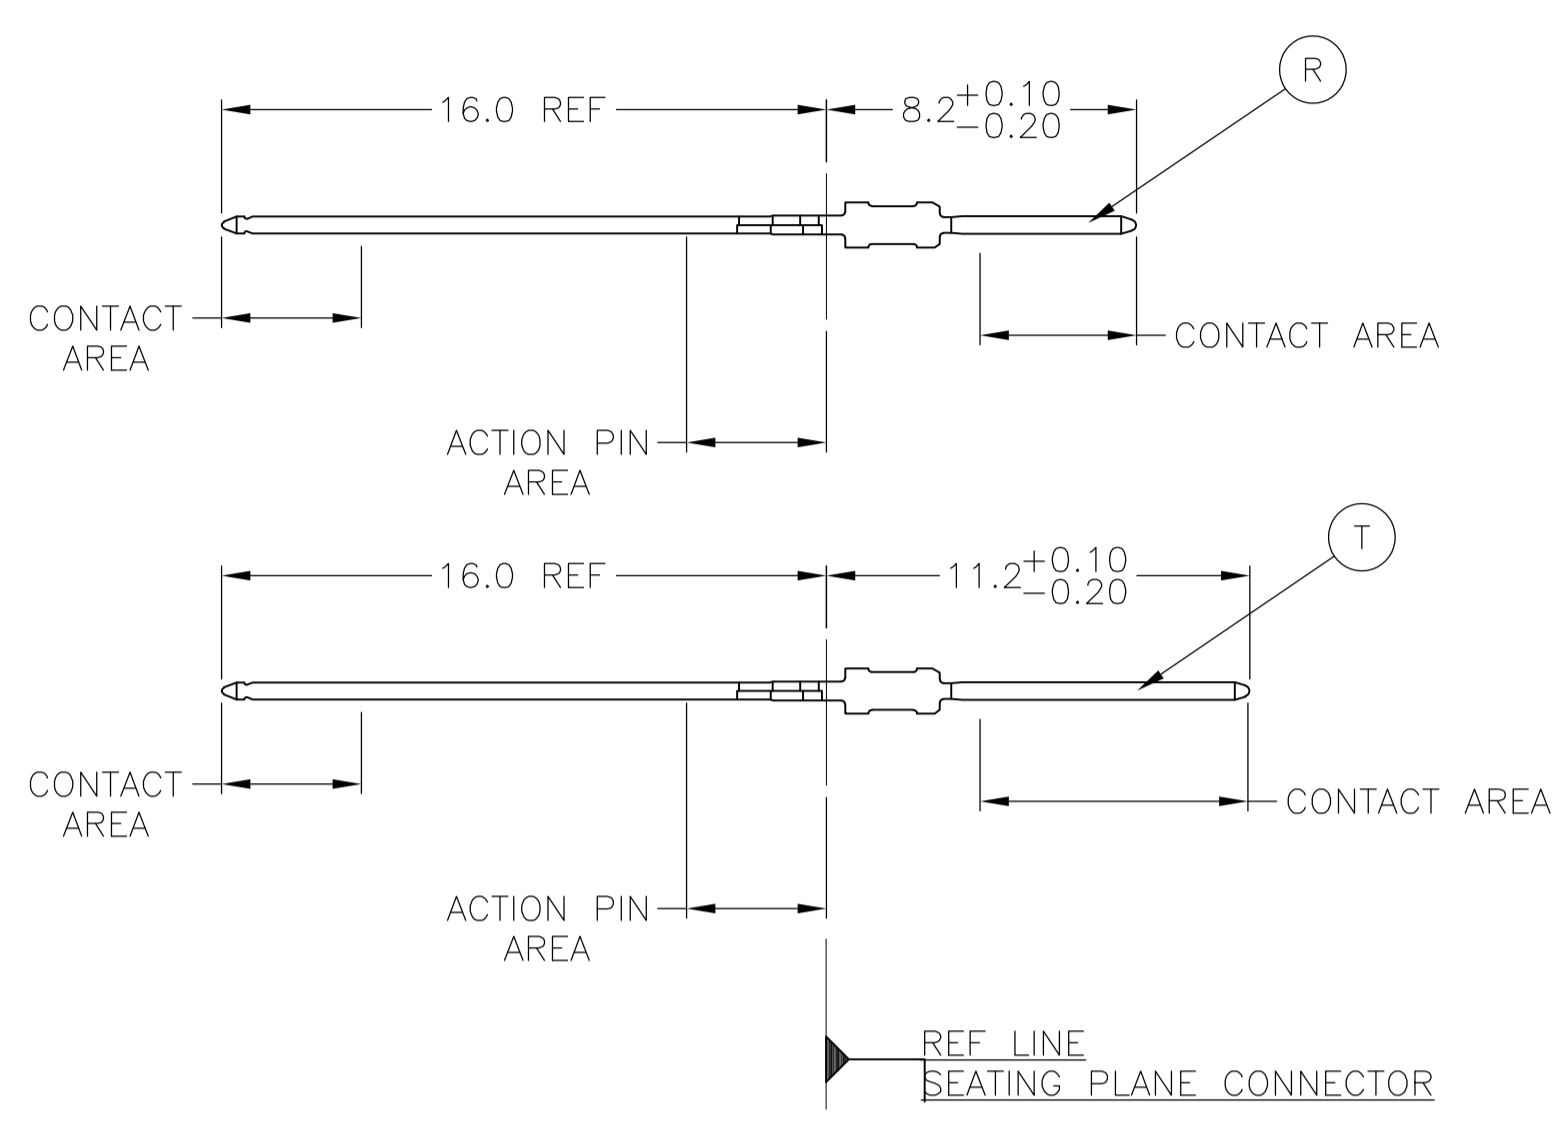 R
16.0 REF
8.2 +0.10 -0.20
CONTACT
AREA
CONTACT AREA
ACTION PIN
AREA
T
16.0 REF
11.2 +0.10 -0.20
CONTACT
AREA
CONTACT AREA
ACTION PIN
AREA
REF LINE
SEATING PLANE CONNECTOR